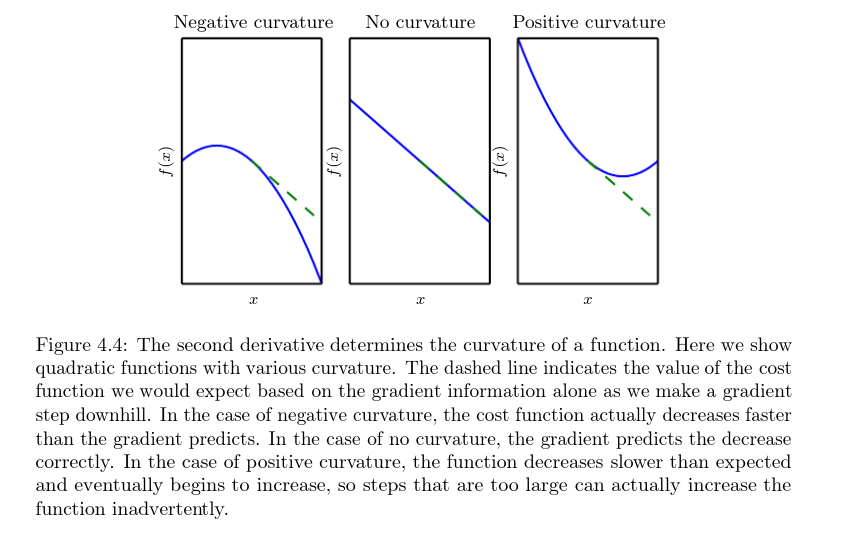 Negative curvature
No curvature
Positive curvature
f(x)
f(x)
f(x)
x
x
x
Figure 4.4: The second derivative determines the curvature of a function. Here we show
quadratic functions with various curvature. The dashed line indicates the value of the cost
function we would expect based on the gradient information alone as we make a gradient
step downhill. In the case of negative curvature, the cost function actually decreases faster
than the gradient predicts. In the case of no curvature, the gradient predicts the decrease
correctly. In the case of positive curvature, the function decreases slower than expected
and eventually begins to increase, so steps that are too large can actually increase the
function inadvertently.